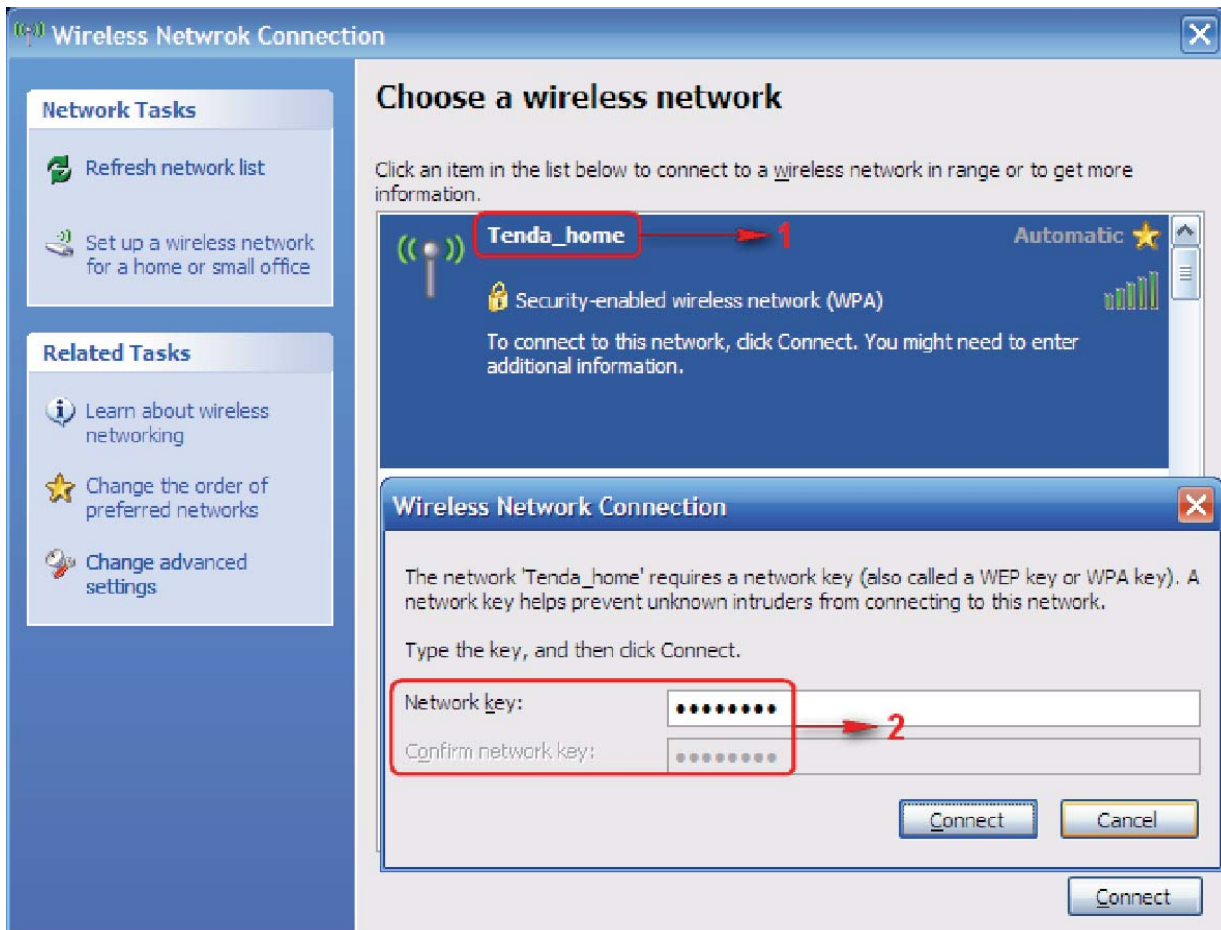 Wireless Netwrok Connection
Network Tasks
Refresh network list
Set up a wireless network
for a home or small office
Related Tasks
Learn about wireless
networking
Change the order of
preferred networks
Change advanced
settings
Choose a wireless network
Click an item in the list below to connect to a wireless network in range or to get more
information.
Tenda_home 1 Automatic
Security-enabled wireless network (WPA)
To connect to this network, click Connect. You might need to enter
additional information.
Wireless Network Connection
The network 'Tenda_home' requires a network key (also called a WEP key or WPA key). A
network key helps prevent unknown intruders from connecting to this network.
Type the key, and then click Connect.
Network key: ••••••••
2
Confirm network key: ••••••••
Connect Cancel
Connect